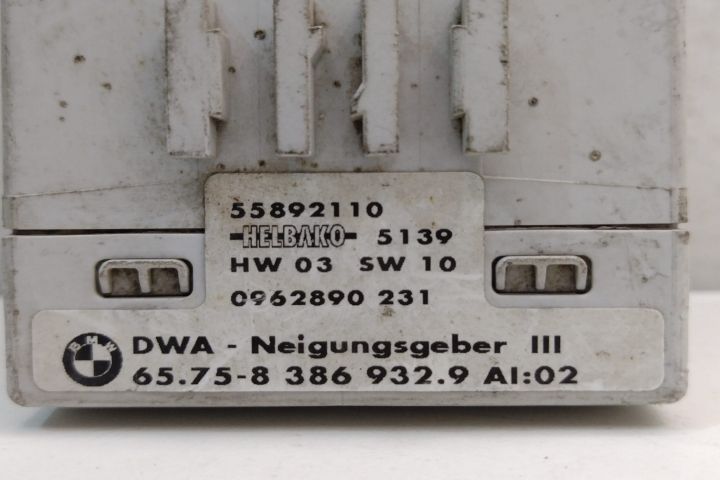 55892110
HELBAKO 5139
HW 03 SW 10
0962890 231
BMW
DWA - Neigungsgeber III
65.75-8 386 932.9 AI:02